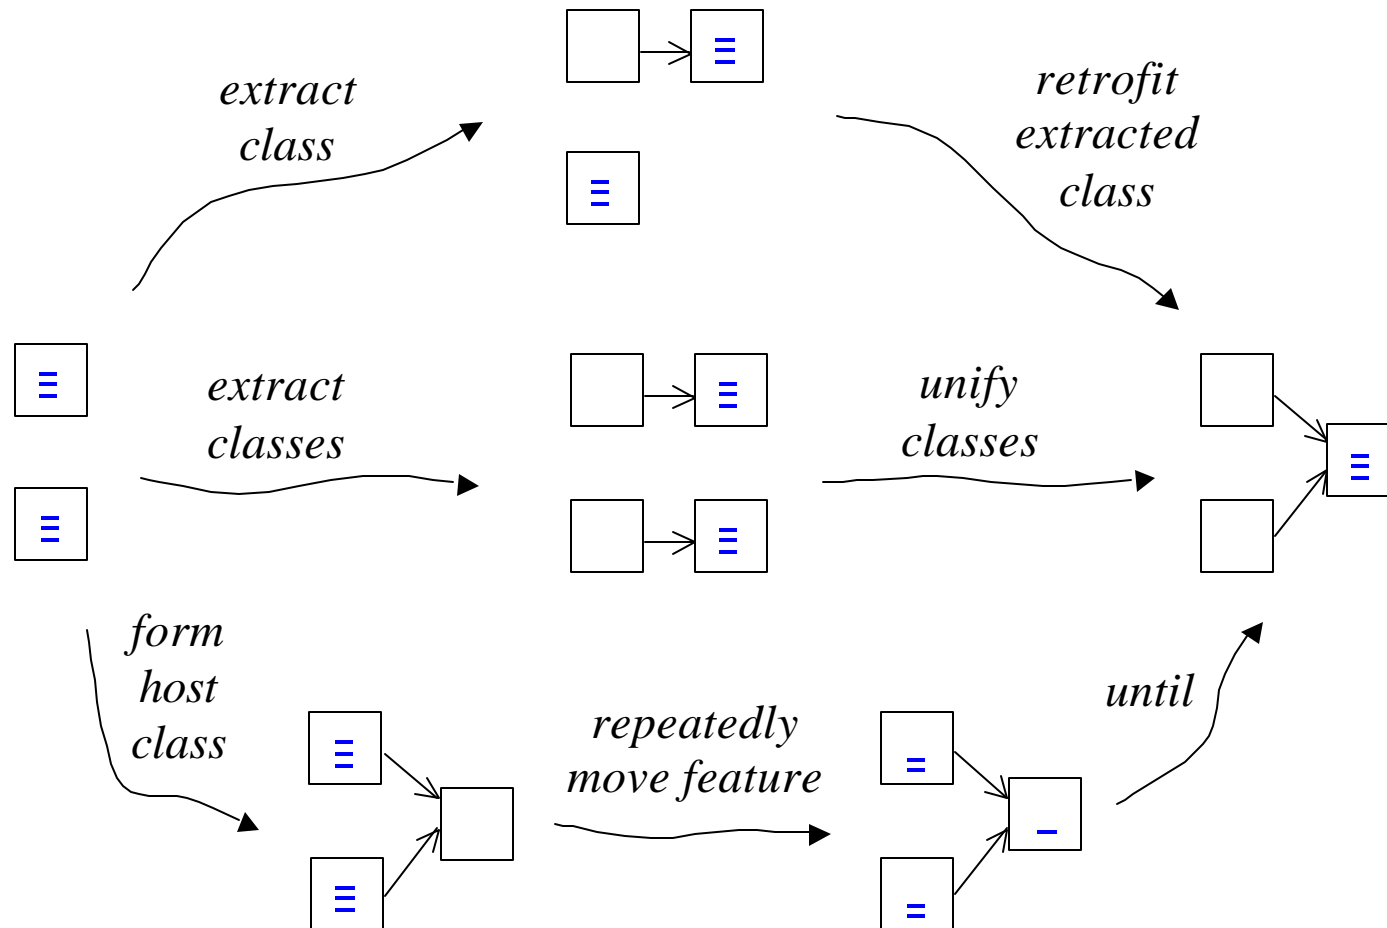 extract
class
retrofit
extracted
class
extract
classes
unify
classes
form
host
class
repeatedly
move feature
until